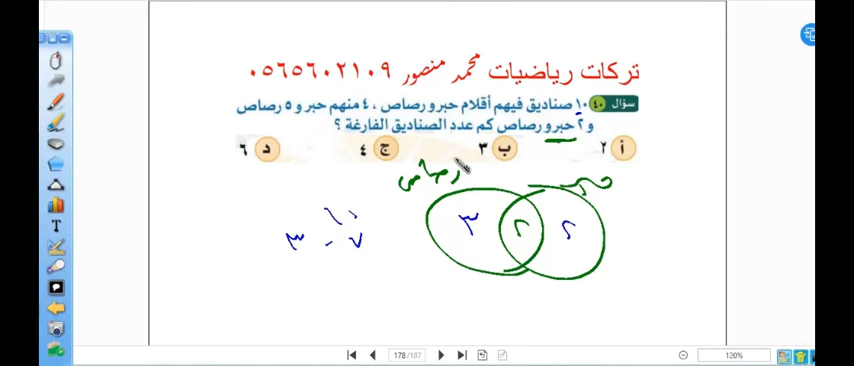 تركات رياضيات محمد منصور ٠٥٦٥٦٠٢١٠٩
سؤال ٤٠ ١٠ صناديق فيهم أقلام حبر و رصاص ، ٤ منهم حبر و ٥ رصاص
و ٢ حبر و رصاص كم عدد الصناديق الفارغة ؟
أ ٢ ب ٣ ج ٤ د ٦
رصاص حبر
٣ ٢ ٢
١٠
٣ - ٧
178/187
120%